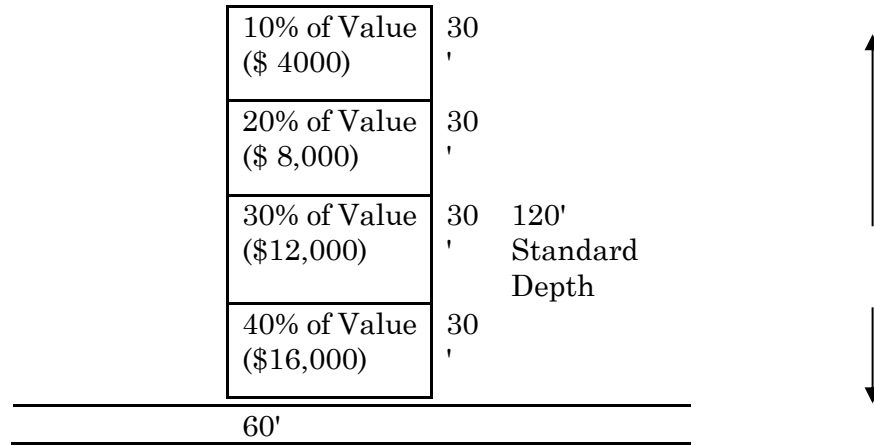 10% of Value 30
($ 4000) '
20% of Value 30
($ 8,000) '
30% of Value 30 120'
($12,000) ' Standard
Depth
40% of Value 30
($16,000) '
60'